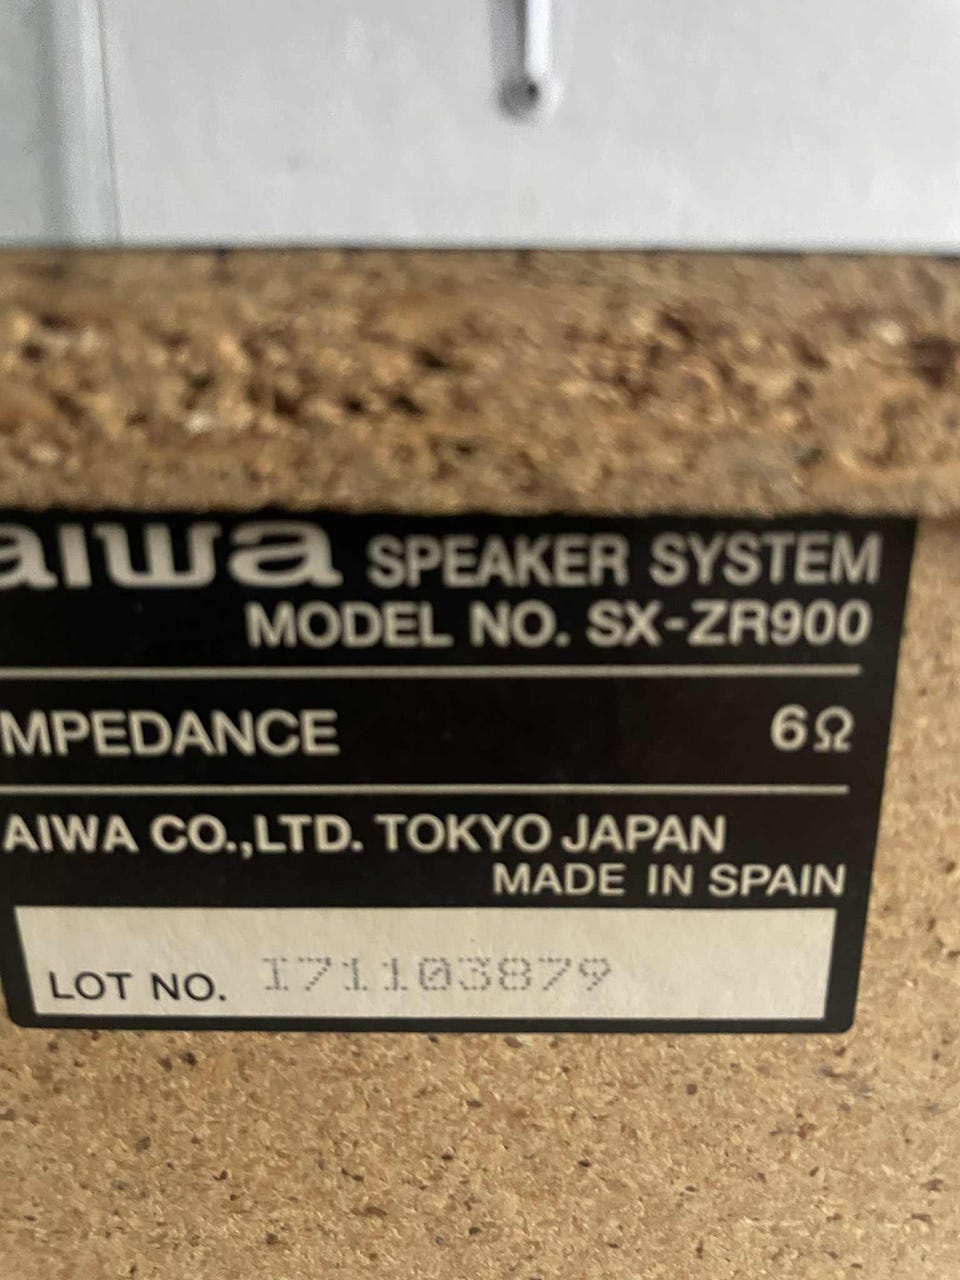 aiwa SPEAKER SYSTEM
MODEL NO. SX-ZR900
MPEDANCE 6Ω
AIWA CO.,LTD. TOKYO JAPAN
MADE IN SPAIN
LOT NO. I71103879